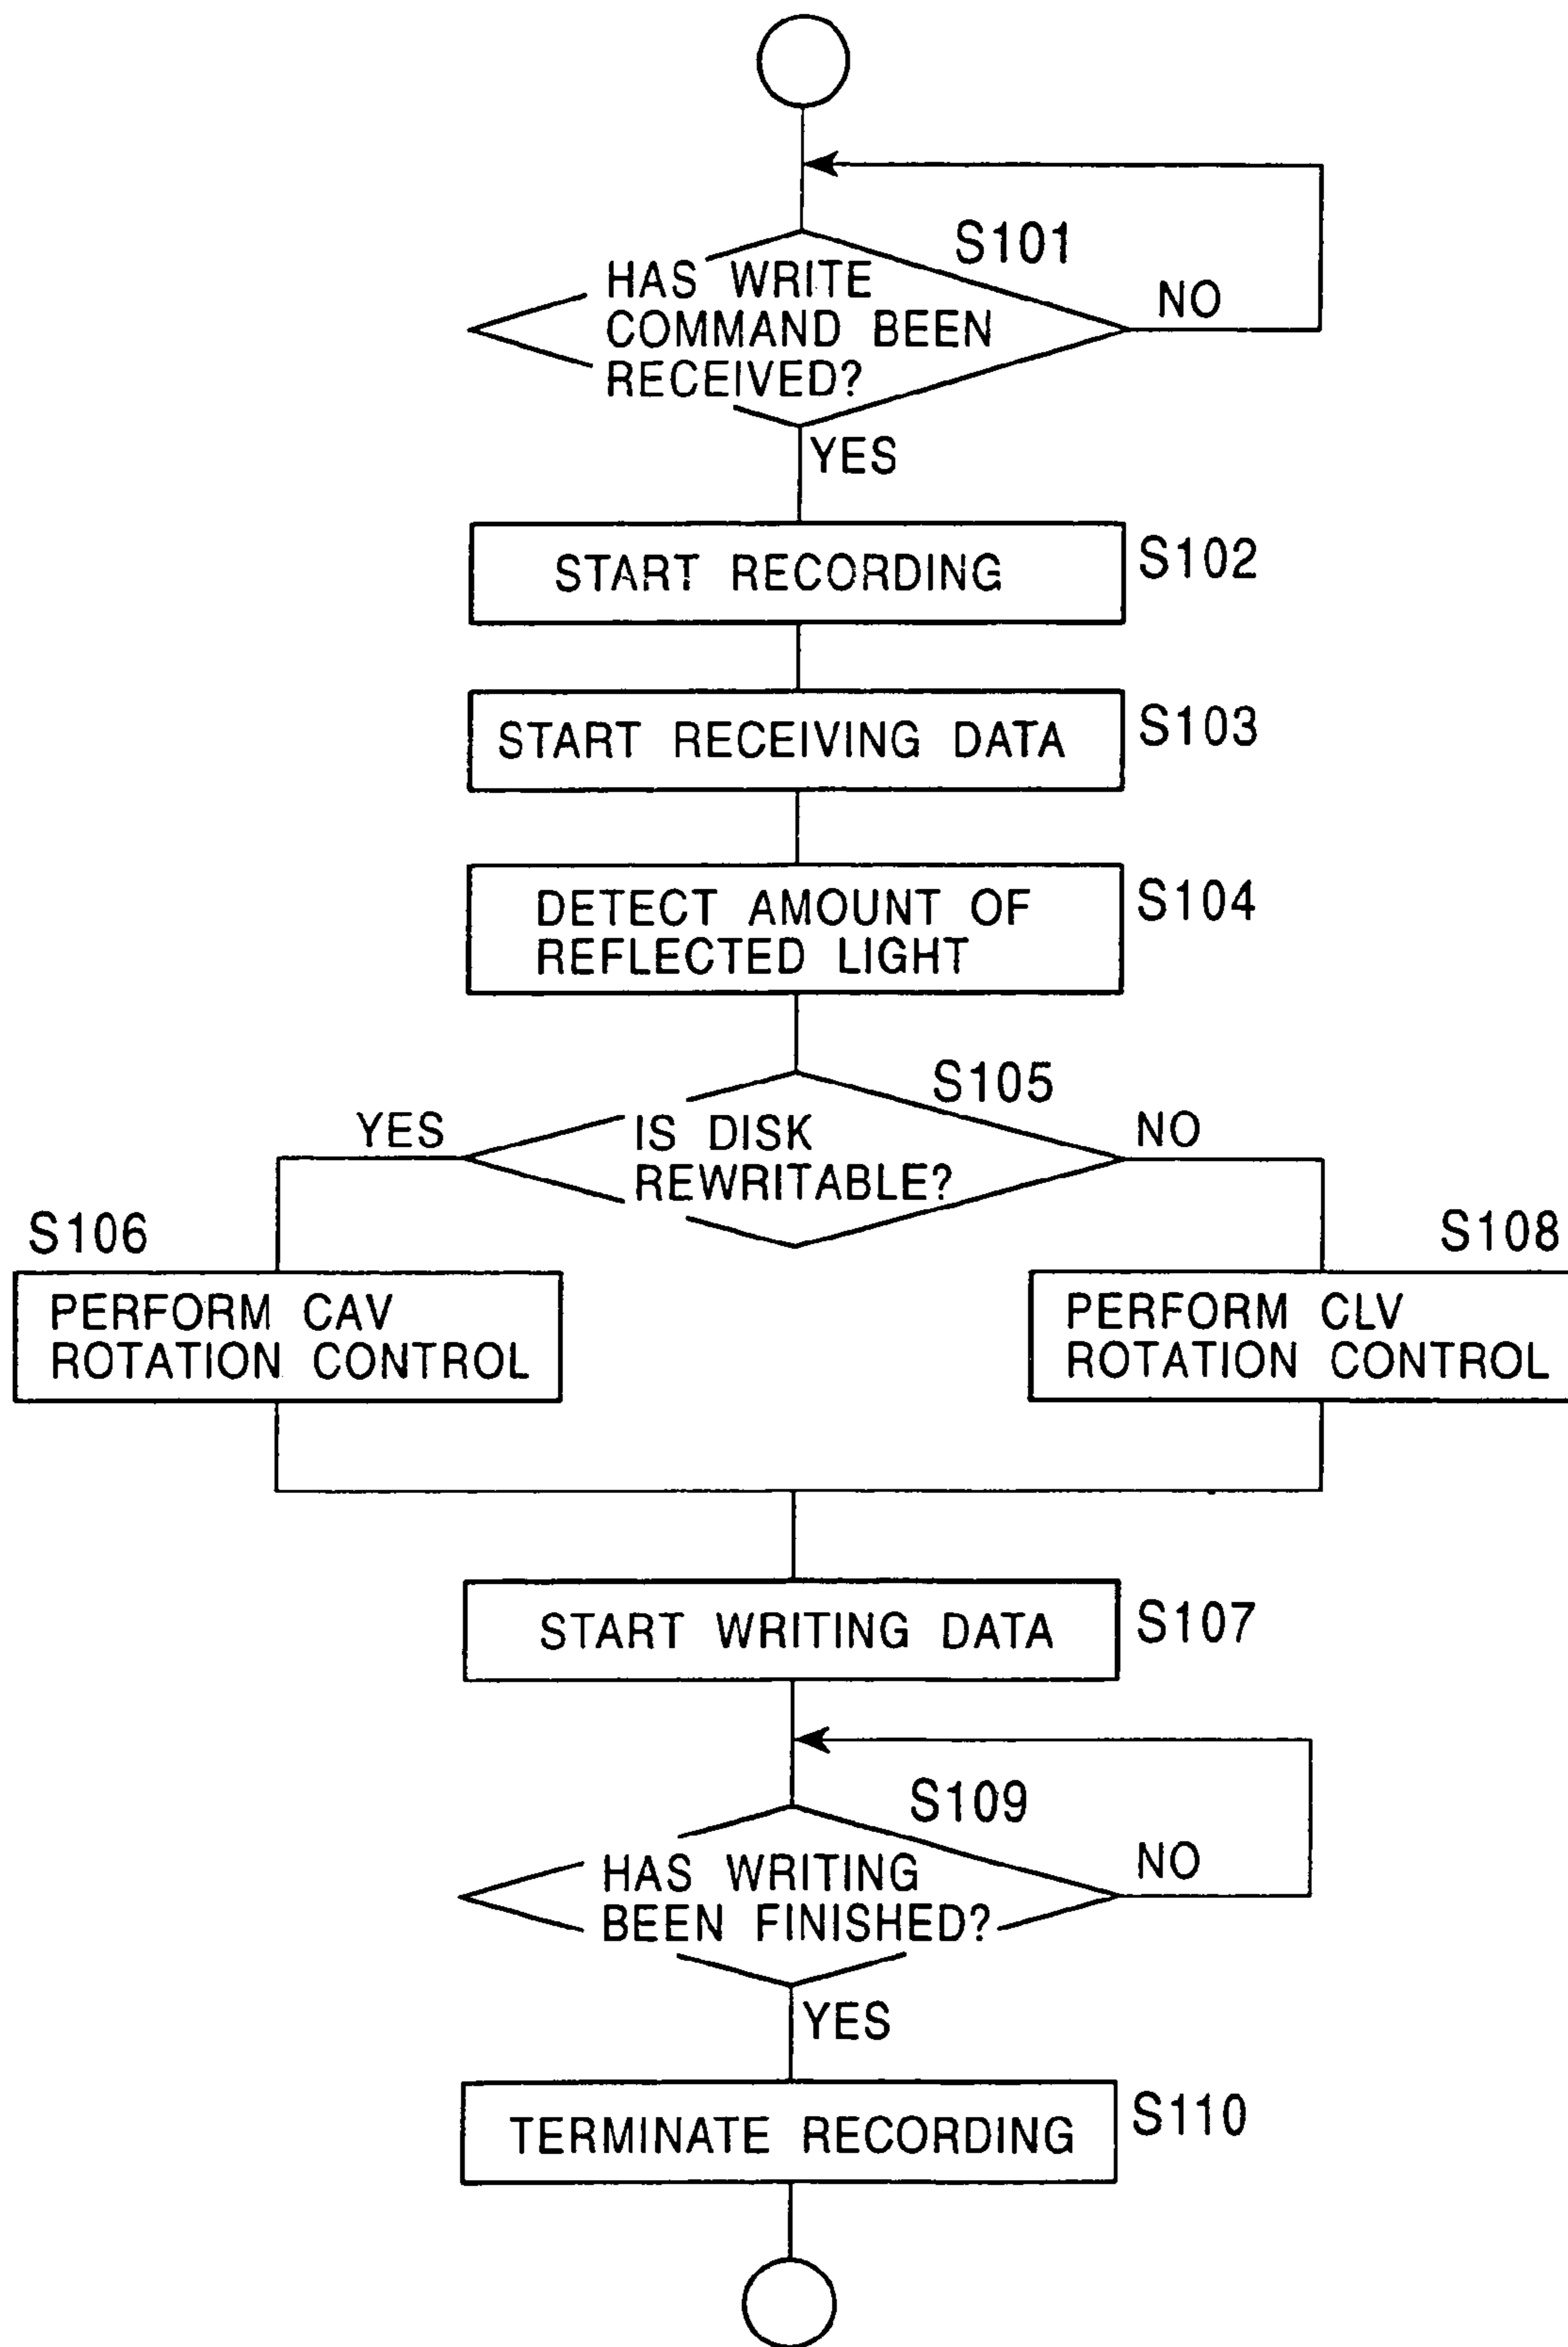 S101
HAS WRITE
COMMAND BEEN
RECEIVED?
NO
YES
START RECORDING
S102
START RECEIVING DATA
S103
DETECT AMOUNT OF
REFLECTED LIGHT
S104
S105
YES
IS DISK
REWRITABLE?
NO
S106
PERFORM CAV
ROTATION CONTROL
S108
PERFORM CLV
ROTATION CONTROL
START WRITING DATA
S107
S109
HAS WRITING
BEEN FINISHED?
NO
YES
TERMINATE RECORDING
S110